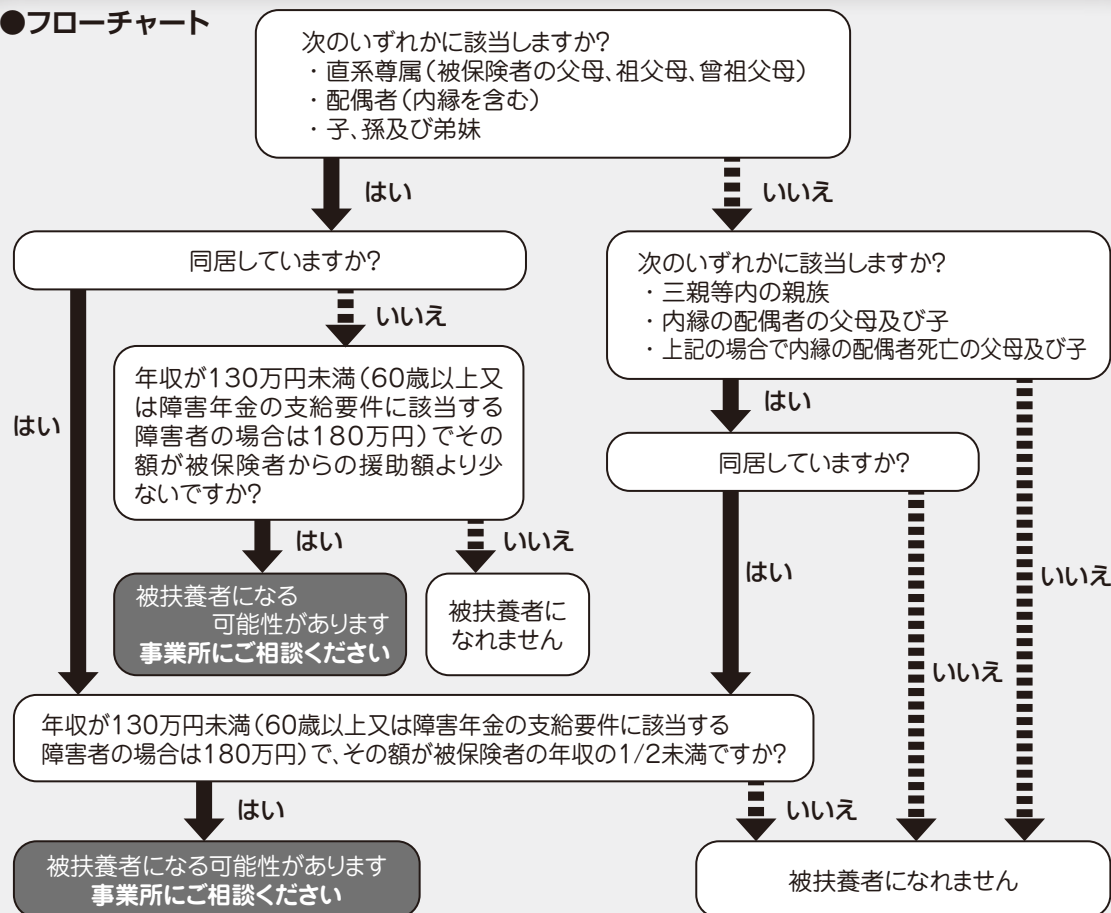 ●フローチャート
次のいずれかに該当しますか?
・直系尊属(被保険者の父母、祖父母、曾祖父母)
・配偶者(内縁を含む)
・子、孫及び弟妹
はい
いいえ
同居していますか?
いいえ
はい
年収が130万円未満(60歳以上又
は障害年金の支給要件に該当する
障害者の場合は180万円)でその
額が被保険者からの援助額より少
ないですか?
はい
いいえ
被扶養者になる
可能性があります
事業所にご相談ください
被扶養者に
なれません
次のいずれかに該当しますか?
・三親等内の親族
・内縁の配偶者の父母及び子
・上記の場合で内縁の配偶者死亡の父母及び子
はい
いいえ
同居していますか?
はい
いいえ
年収が130万円未満(60歳以上又は障害年金の支給要件に該当する
障害者の場合は180万円)で、その額が被保険者の年収の1/2未満ですか?
はい
いいえ
被扶養者になる可能性があります
事業所にご相談ください
被扶養者になれません